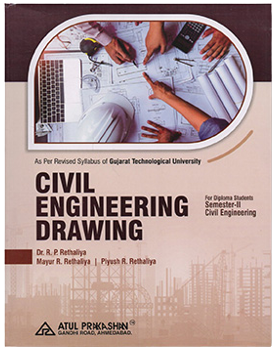 As Per Revised Syllabus of Gujarat Technological University
CIVIL
ENGINEERING
DRAWING
For Diploma Students
Semester-II
Civil Engineering
Dr. R. P. Rethaliya
Mayur R. Rethaliya | Piyush R. Rethaliya
ATUL PRAKASHAN
GANDHI ROAD, AHMEDABAD.